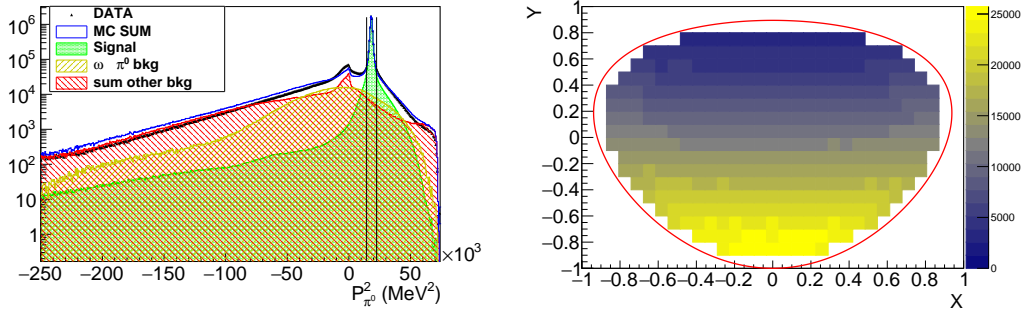 10⁶
10⁵
10⁴
10³
10²
10
1
DATA
MC SUM
Signal
ω π⁰ bkg
sum other bkg
−250 −200 −150 −100 −50 0 50
×10³
P²π⁰ (MeV²)
Y
1
0.8
0.6
0.4
0.2
0
−0.2
−0.4
−0.6
−0.8
−1
−1 −0.8 −0.6 −0.4 −0.2 0 0.2 0.4 0.6 0.8 1
X
25000
20000
15000
10000
5000
0